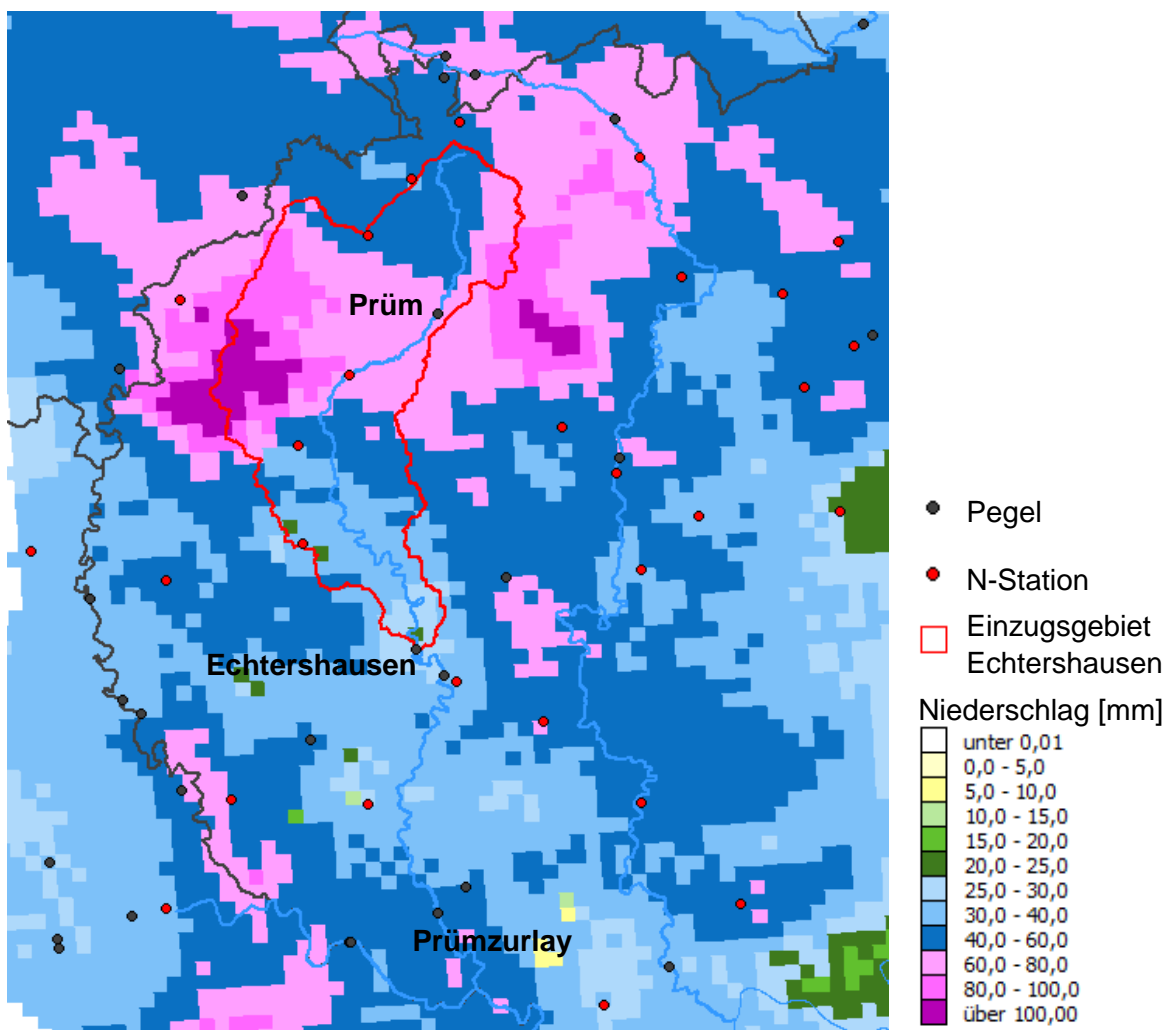 Prüm
Echtershausen
Prümzurlay
Pegel
N-Station
Einzugsgebiet
Echtershausen
Niederschlag [mm]
unter 0,01
0,0 - 5,0
5,0 - 10,0
10,0 - 15,0
15,0 - 20,0
20,0 - 25,0
25,0 - 30,0
30,0 - 40,0
40,0 - 60,0
60,0 - 80,0
80,0 - 100,0
über 100,00